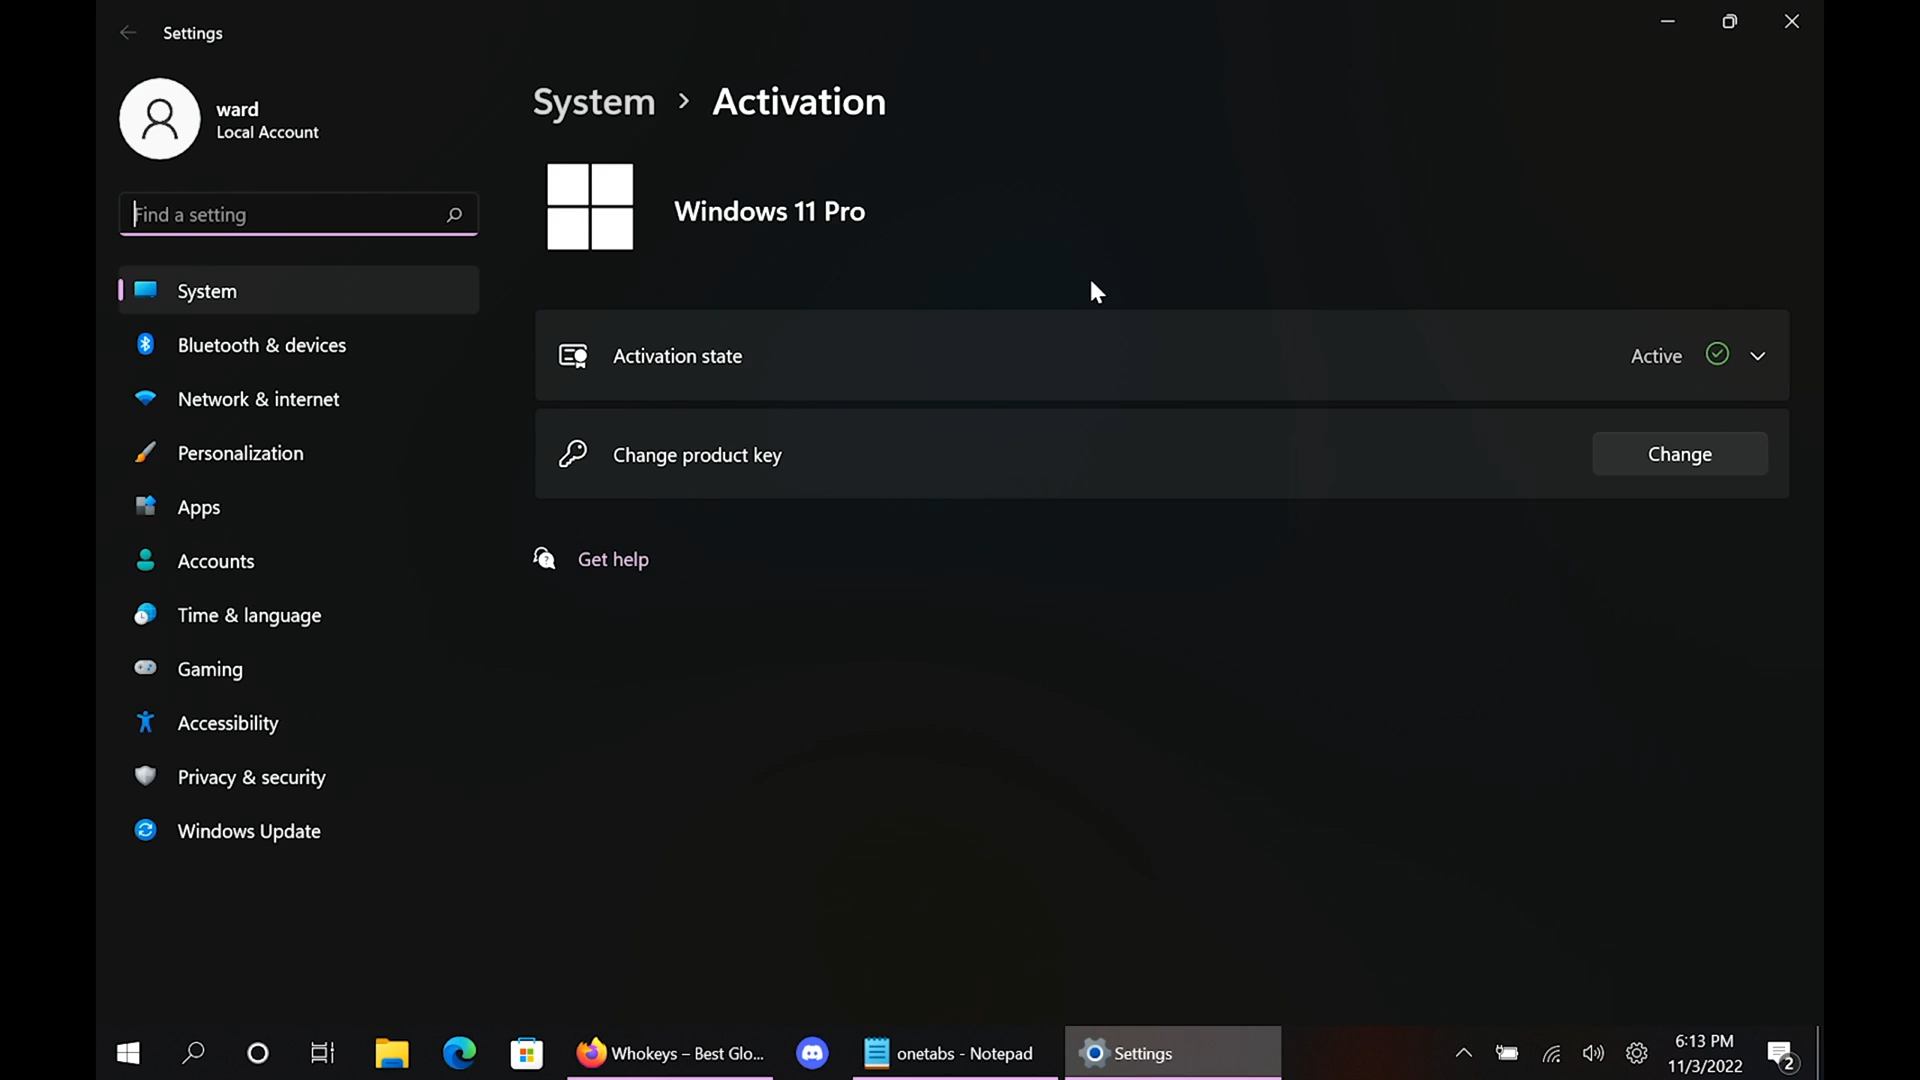 Settings
ward
Local Account
Find a setting
System
Bluetooth & devices
Network & internet
Personalization
Apps
Accounts
Time & language
Gaming
Accessibility
Privacy & security
Windows Update
System > Activation
Windows 11 Pro
Activation state
Active
Change product key
Change
Get help
Whokeys – Best Glo...
onetabs - Notepad
Settings
6:13 PM
11/3/2022
2